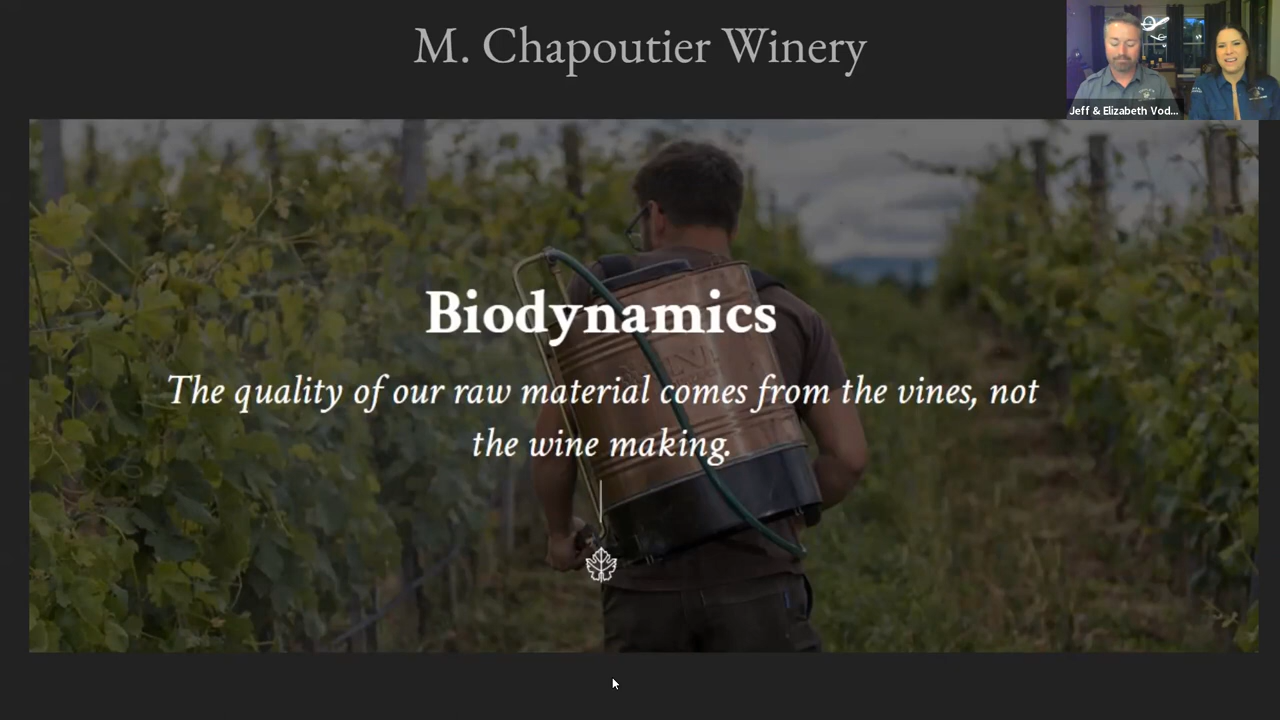 M. Chapoutier Winery
Jeff & Elizabeth Vod...
Biodynamics
The quality of our raw material comes from the vines, not
the wine making.